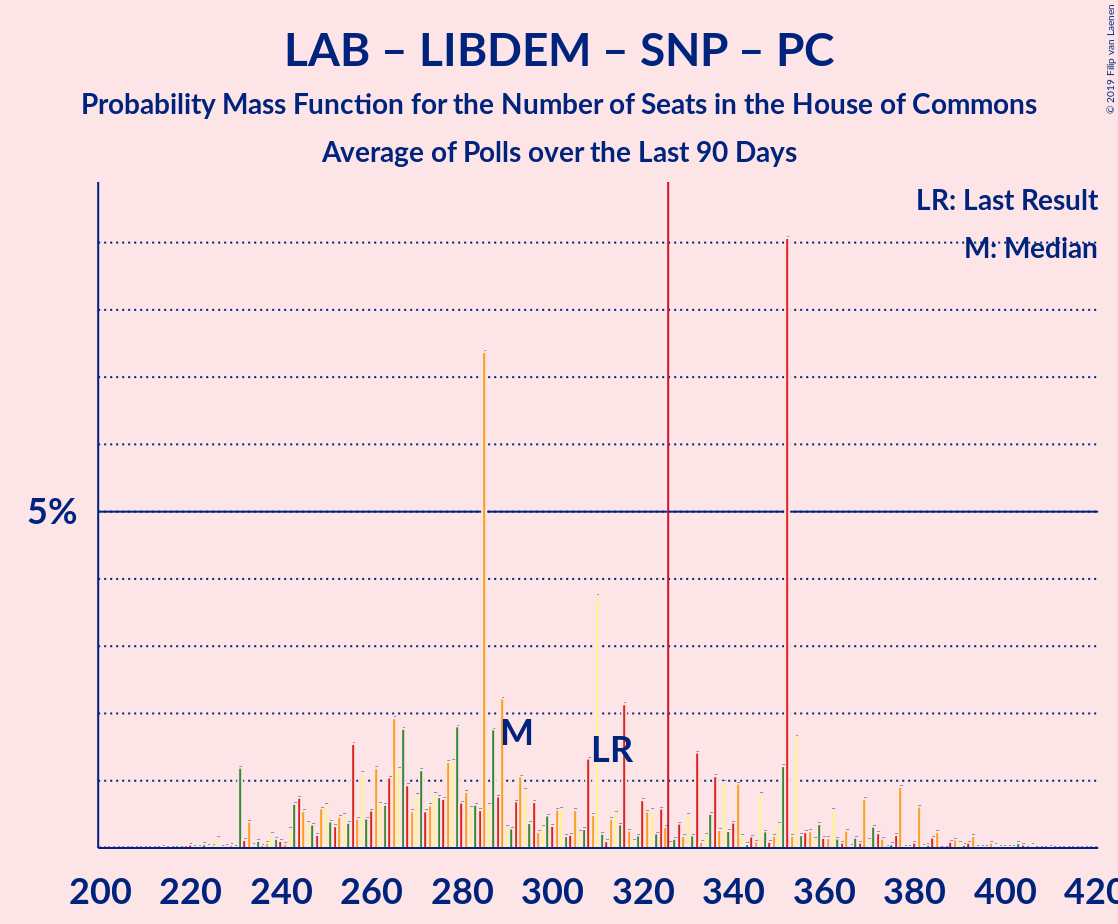 LAB – LIBDEM – SNP – PC
Probability Mass Function for the Number of Seats in the House of Commons
Average of Polls over the Last 90 Days
© 2019 Filip van Laenen
LR: Last Result
M: Median
5%
M
LR
200 220 240 260 280 300 320 340 360 380 400 420